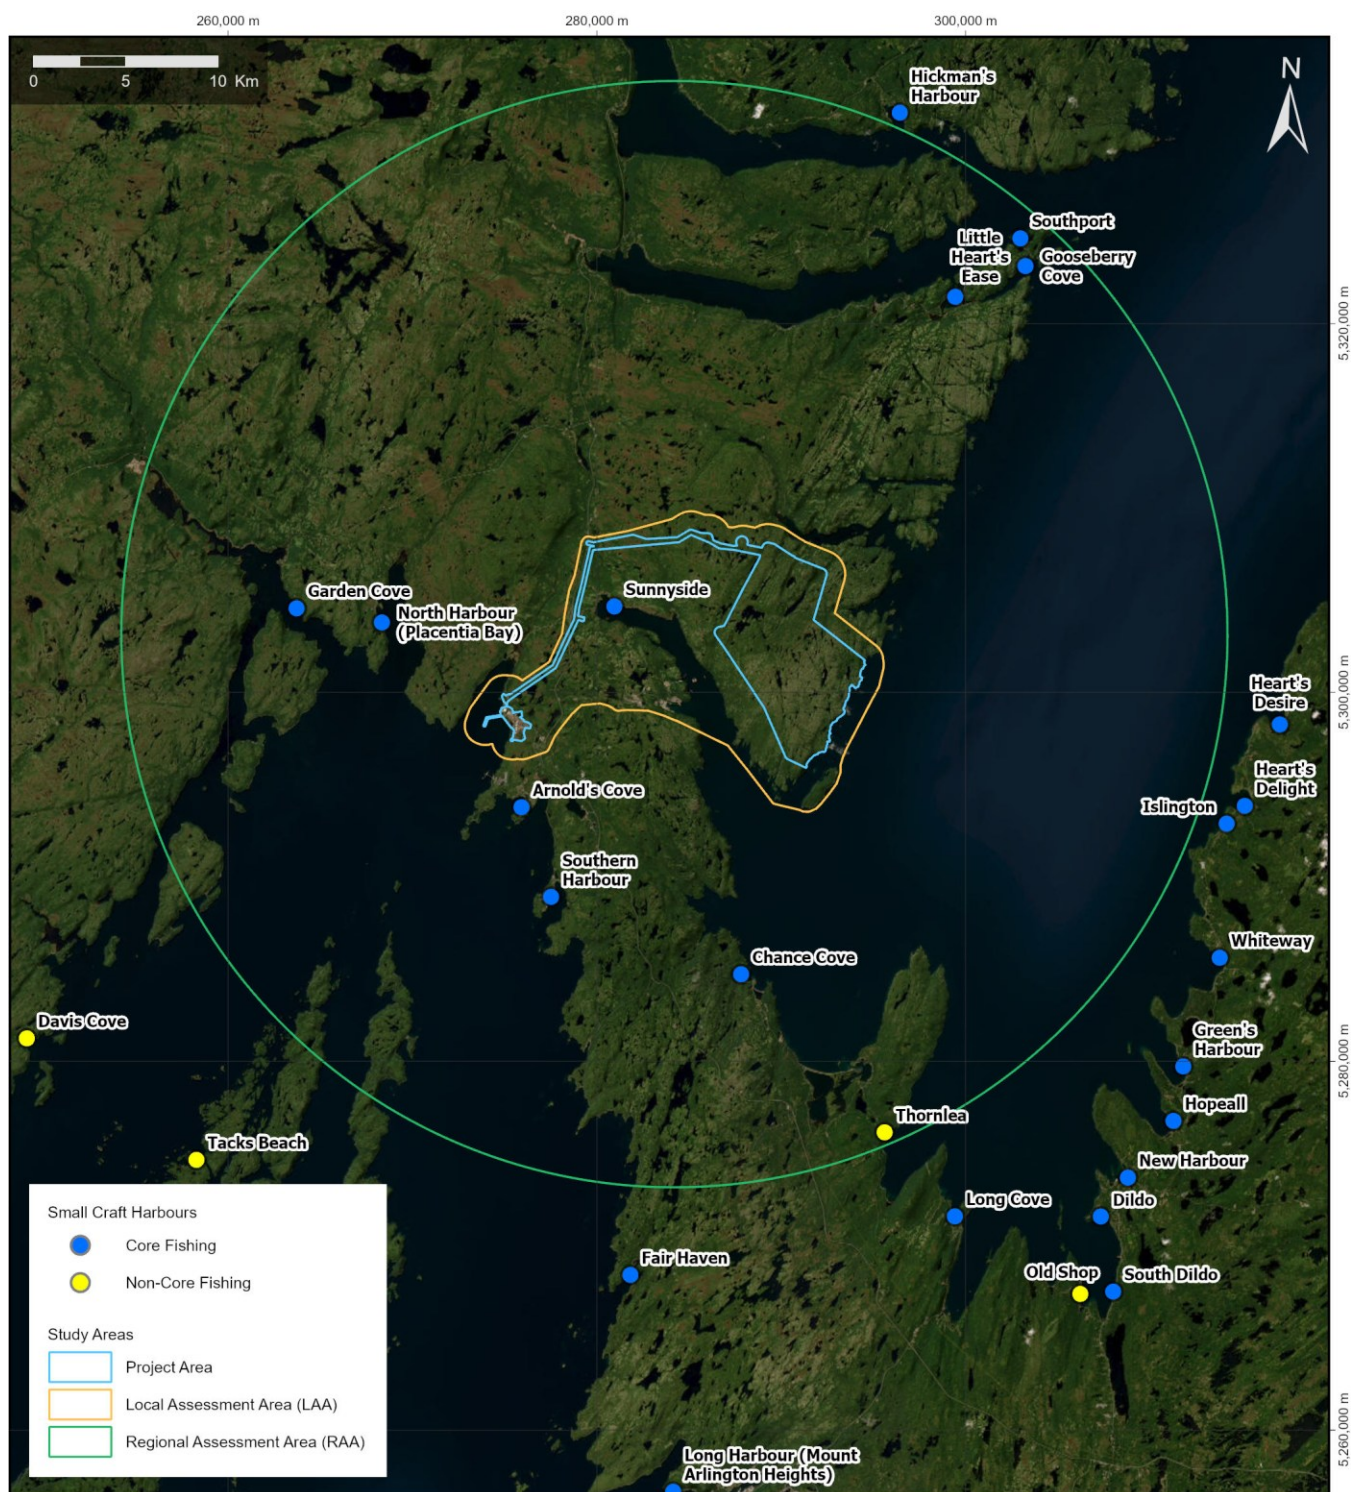 260,000 m
280,000 m
300,000 m
0
5
10 Km
N
Hickman's
Harbour
Southport
Little
Heart's
Ease
Gooseberry
Cove
5,320,000 m
Garden Cove
North Harbour
(Placentia Bay)
Sunnyside
5,300,000 m
Heart's
Desire
Heart's
Delight
Islington
Arnold's Cove
Southern
Harbour
Whiteway
Chance Cove
Davis Cove
Green's
Harbour
5,280,000 m
Hopeall
Thornlea
Tacks Beach
New Harbour
Long Cove
Dildo
Fair Haven
Old Shop
South Dildo
Long Harbour (Mount
Arlington Heights)
5,260,000 m
Small Craft Harbours
Core Fishing
Non-Core Fishing
Study Areas
Project Area
Local Assessment Area (LAA)
Regional Assessment Area (RAA)